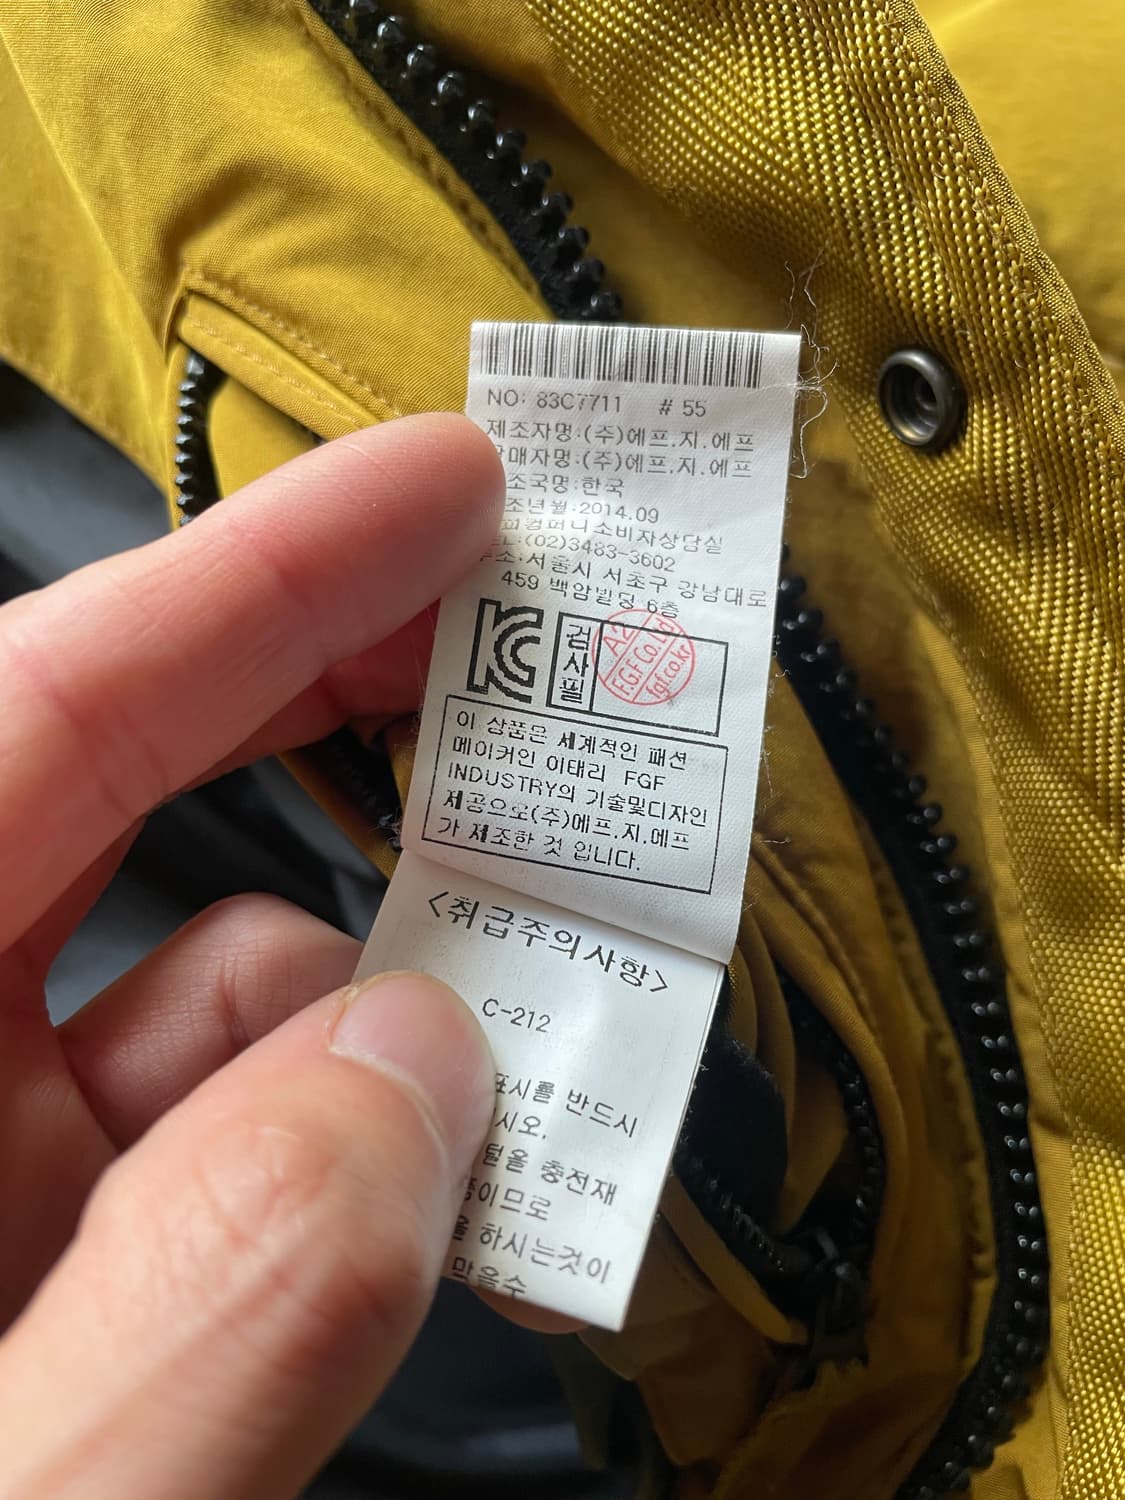 NO: 83C7711 # 55
제조자명:(주)에프.지.에프
매자명:(주)에프.지.에프
조국명:한국
조년월:2014.09
컴퍼니소비자상담실
(02)3483-3602
소:서울시 서초구 강남대로
459 백암빌딩 6층
검사필
A2
F.G.F Co.Ltd
fgf.co.kr
이 상품은 세계적인 패션
메이커인 이태리 FGF
INDUSTRY의 기술및디자인
제공으로(주)에프.지.에프
가 제조한 것 입니다.
<취급주의사항>
C-212
표시를 반드시
시오.
털을 충전재
이므로
을 하시는것이
막을수